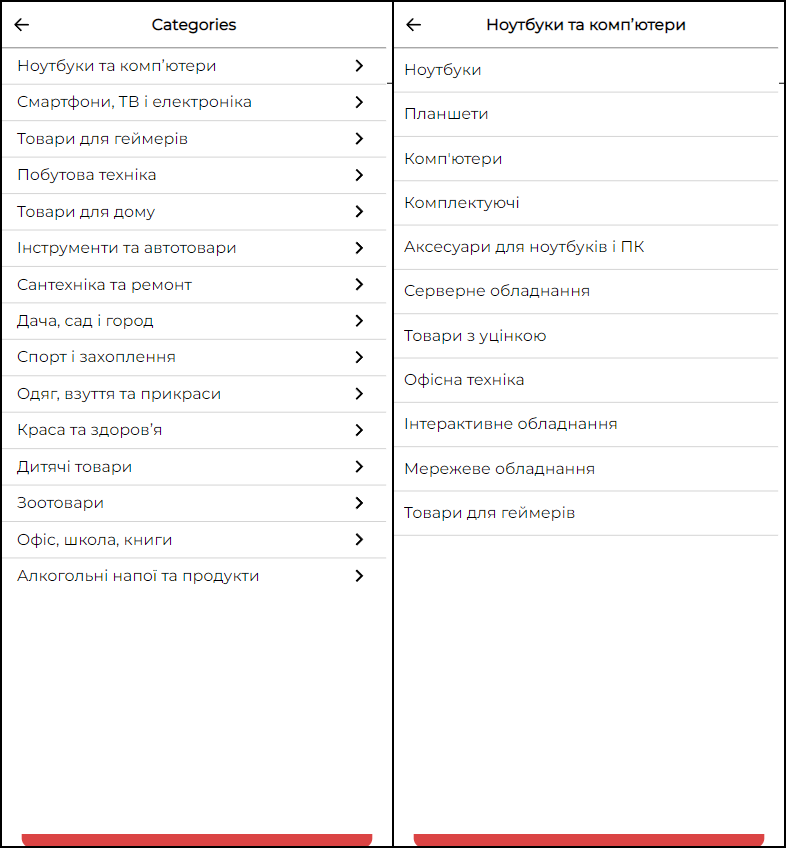 Categories
Ноутбуки та комп’ютери
Смартфони, ТВ і електроніка
Товари для геймерів
Побутова техніка
Товари для дому
Інструменти та автотовари
Сантехніка та ремонт
Дача, сад і город
Спорт і захоплення
Одяг, взуття та прикраси
Краса та здоров’я
Дитячі товари
Зоотовари
Офіс, школа, книги
Алкогольні напої та продукти
Ноутбуки та комп’ютери
Ноутбуки
Планшети
Комп'ютери
Комплектуючі
Аксесуари для ноутбуків і ПК
Серверне обладнання
Товари з уцінкою
Офісна техніка
Інтерактивне обладнання
Мережеве обладнання
Товари для геймерів